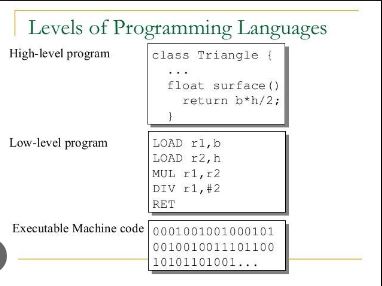 Levels of Programming Languages
High-level program
class Triangle {
...
float surface()
return b*h/2;
}
Low-level program
LOAD r1,b
LOAD r2,h
MUL r1,r2
DIV r1,#2
RET
Executable Machine code
0001001001000101
0010010011101100
10101101001...